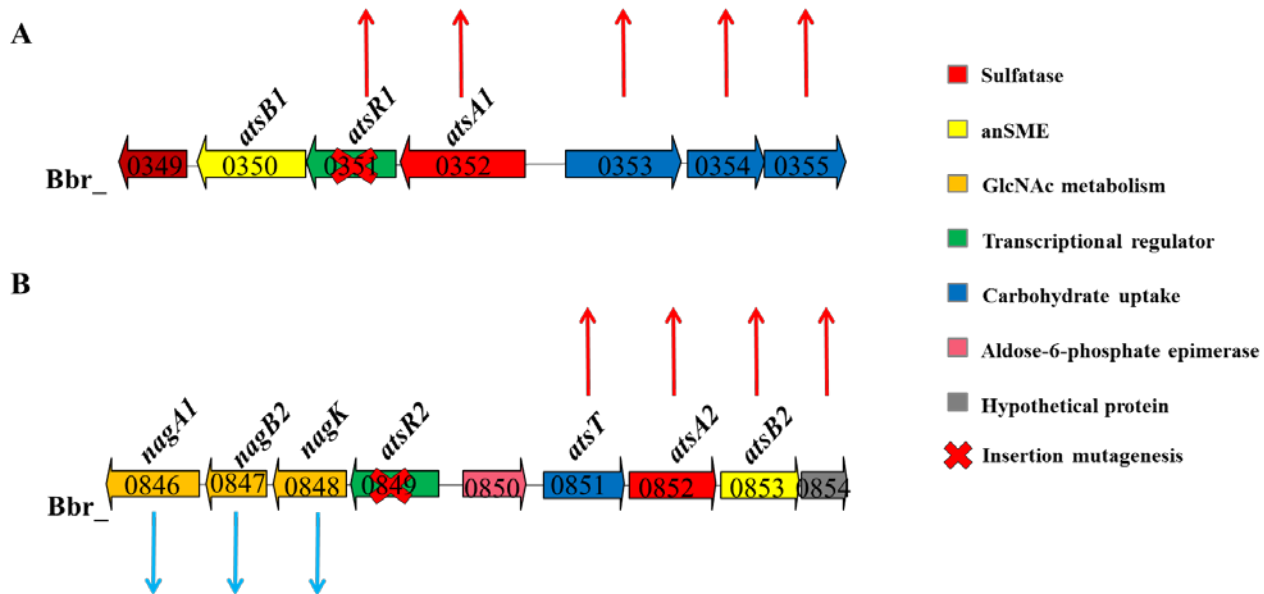 A
atsB1
atsR1
atsA1
Bbr_
0349
0350
0351
0352
0353
0354
0355
B
nagA1
nagB2
nagK
atsR2
atsT
atsA2
atsB2
Bbr_
0846
0847
0848
0849
0850
0851
0852
0853
0854
Sulfatase
anSME
GlcNAc metabolism
Transcriptional regulator
Carbohydrate uptake
Aldose-6-phosphate epimerase
Hypothetical protein
Insertion mutagenesis